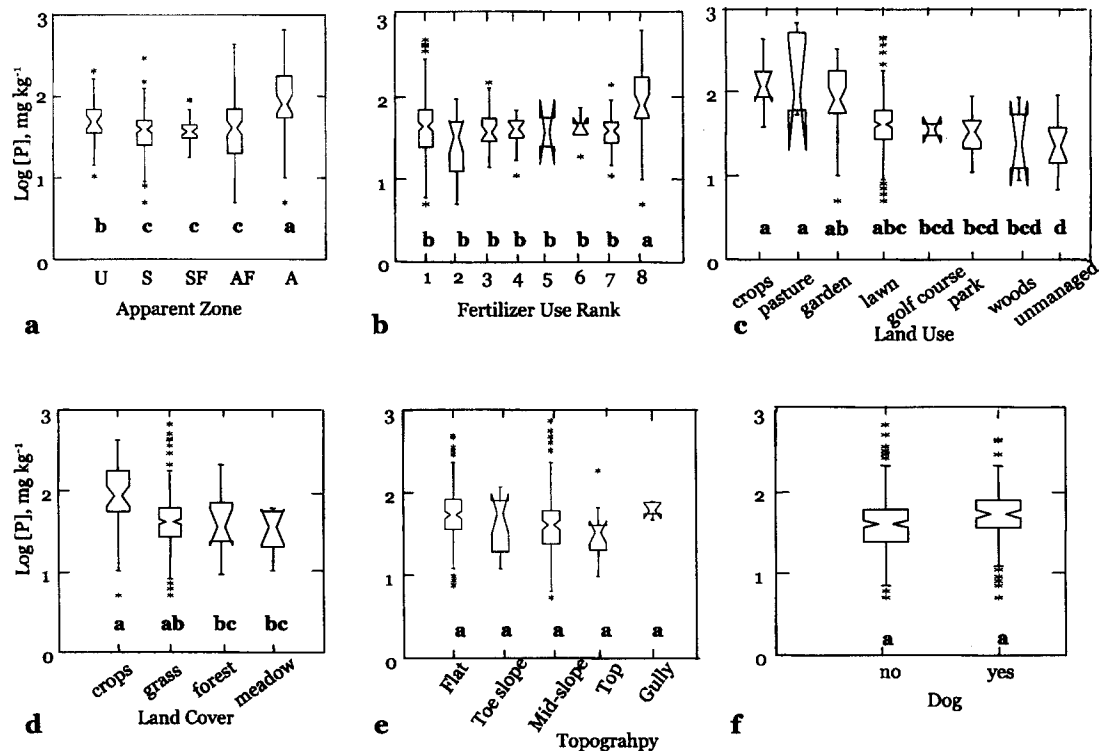 3
2
1
0
Log [P], mg kg⁻¹
b c c c a
U S SF AF A
Apparent Zone
a
3
2
1
0
b b b b b b b a
1 2 3 4 5 6 7 8
Fertilizer Use Rank
b
3
2
1
0
a a ab abc bcd bcd bcd d
crops pasture garden lawn golf course park woods unmanaged
Land Use
c
3
2
1
0
Log [P], mg kg⁻¹
a ab bc bc
crops grass forest meadow
Land Cover
d
3
2
1
0
a a a a a
Flat Toe slope Mid-slope Top Gully
Topograhpy
e
3
2
1
0
a a
no yes
Dog
f